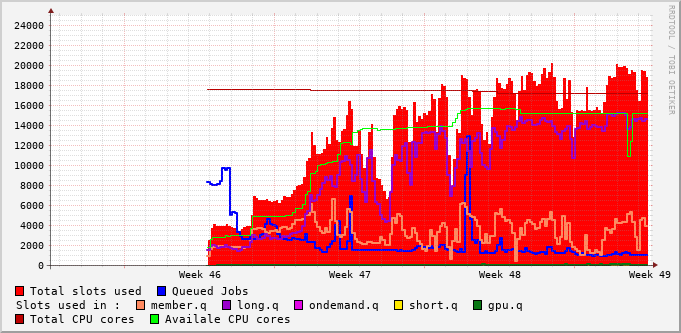 24000
22000
20000
18000
16000
14000
12000
10000
8000
6000
4000
2000
0
Week 46 Week 47 Week 48 Week 49
RRDTOOL / TOBI OETIKER
Total slots used Queued Jobs
Slots used in : member.q long.q ondemand.q short.q gpu.q
Total CPU cores Availale CPU cores